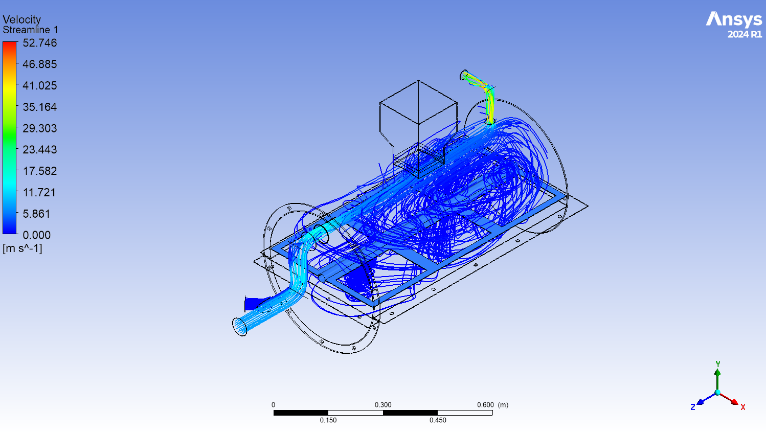 Velocity
Streamline 1
52.746
46.885
41.025
35.164
29.303
23.443
17.582
11.721
5.861
0.000
[m s^-1]
Ansys
2024 R1
0 0.300 0.600 (m)
0.150 0.450
Y
Z X